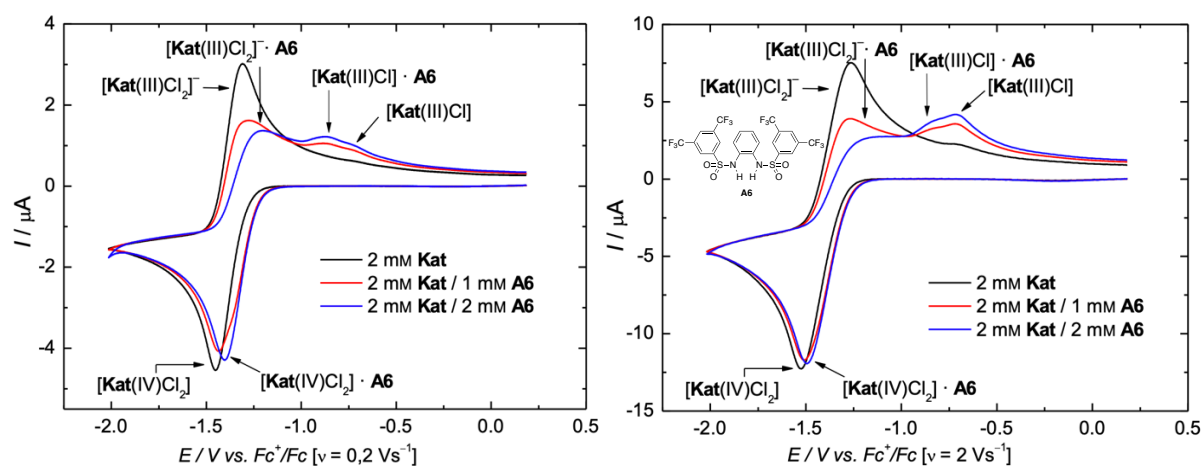 4
2
0
-2
-4
I / µA
[Kat(III)Cl₂]⁻ · A6
[Kat(III)Cl₂]⁻
[Kat(III)Cl] · A6
[Kat(III)Cl]
2 mM Kat
2 mM Kat / 1 mM A6
2 mM Kat / 2 mM A6
[Kat(IV)Cl₂]
[Kat(IV)Cl₂] · A6
-2.0 -1.5 -1.0 -0.5 0.0 0.5
E / V vs. Fc⁺/Fc [ν = 0,2 Vs⁻¹]
10
5
0
-5
-10
-15
I / µA
[Kat(III)Cl₂]⁻ · A6
[Kat(III)Cl₂]⁻
[Kat(III)Cl] · A6
[Kat(III)Cl]
CF₃ F₃C
F₃C CF₃
O=S N N S=O
O H H O
A6
2 mM Kat
2 mM Kat / 1 mM A6
2 mM Kat / 2 mM A6
[Kat(IV)Cl₂]
[Kat(IV)Cl₂] · A6
-2.0 -1.5 -1.0 -0.5 0.0 0.5
E / V vs. Fc⁺/Fc [ν = 2 Vs⁻¹]